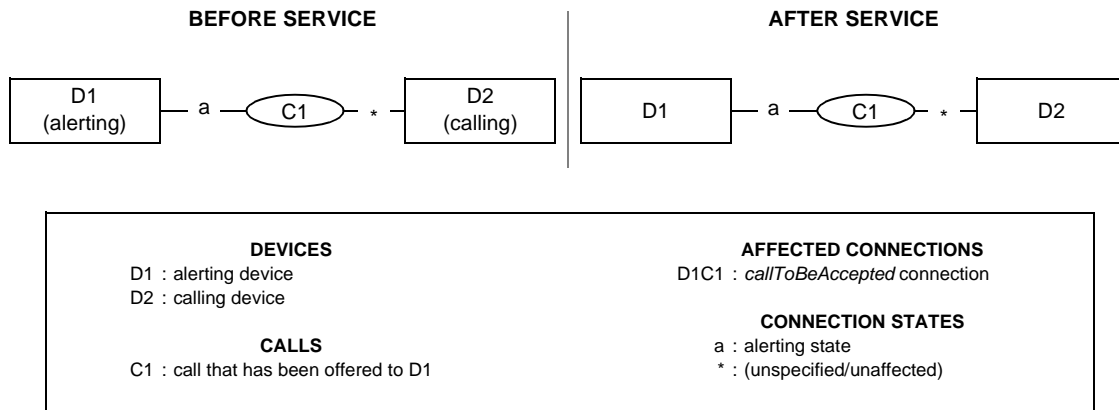 BEFORE SERVICE
AFTER SERVICE
D1
(alerting)
a
C1
*
D2
(calling)
D1
a
C1
*
D2
DEVICES
D1 : alerting device
D2 : calling device
CALLS
C1 : call that has been offered to D1
AFFECTED CONNECTIONS
D1C1 : callToBeAccepted connection
CONNECTION STATES
a : alerting state
* : (unspecified/unaffected)